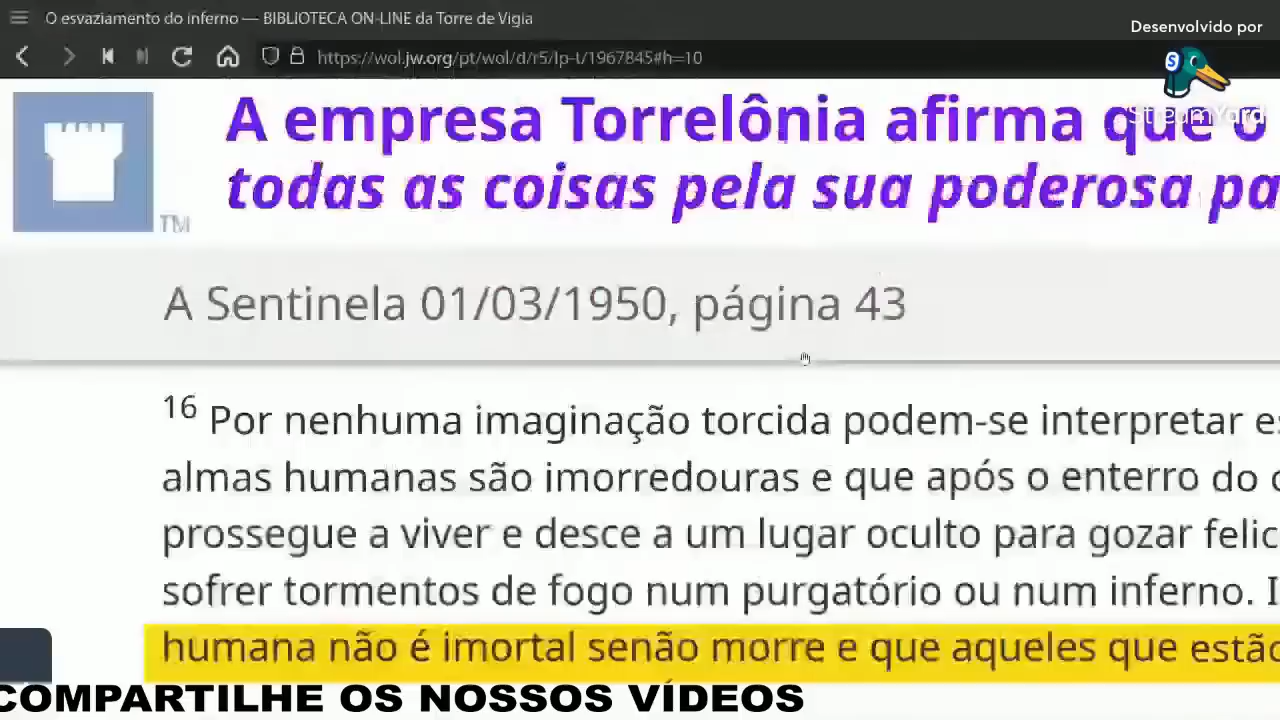 O esvaziamento do inferno — BIBLIOTECA ON-LINE da Torre de Vigia
Desenvolvido por
https://wol.jw.org/pt/wol/d/r5/lp-t/1967845#h=10
StreamYard
A empresa Torrelônia afirma que o
todas as coisas pela sua poderosa pa
TM
A Sentinela 01/03/1950, página 43
16 Por nenhuma imaginação torcida podem-se interpretar es
almas humanas são imorredouras e que após o enterro do c
prossegue a viver e desce a um lugar oculto para gozar felic
sofrer tormentos de fogo num purgatório ou num inferno. I
humana não é imortal senão morre e que aqueles que estão
COMPARTILHE OS NOSSOS VÍDEOS